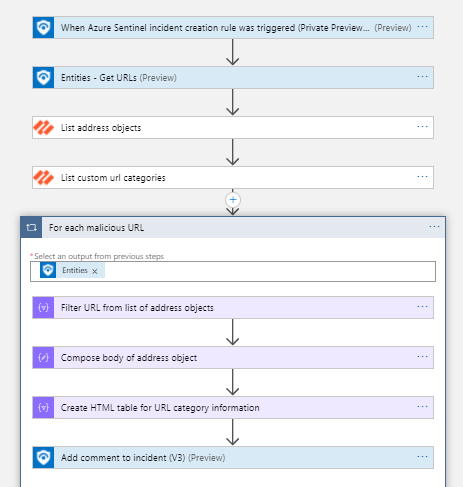 When Azure Sentinel incident creation rule was triggered (Private Preview... (Preview)
Entities - Get URLs (Preview)
List address objects
List custom url categories
For each malicious URL
*Select an output from previous steps
Entities x
Filter URL from list of address objects
Compose body of address object
Create HTML table for URL category information
Add comment to incident (V3) (Preview)